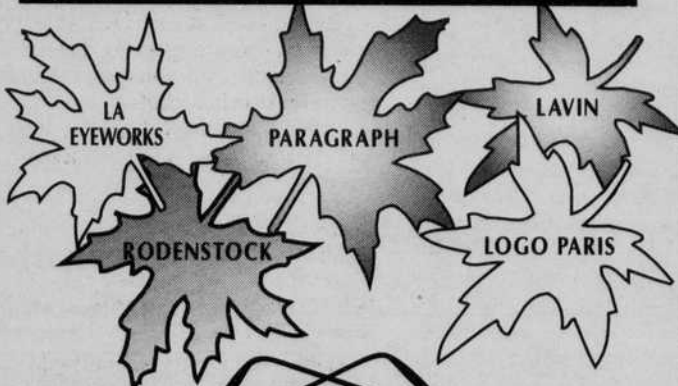 LA
EYEWORKS
PARAGRAPH
LAVIN
RODENSTOCK
LOGO PARIS